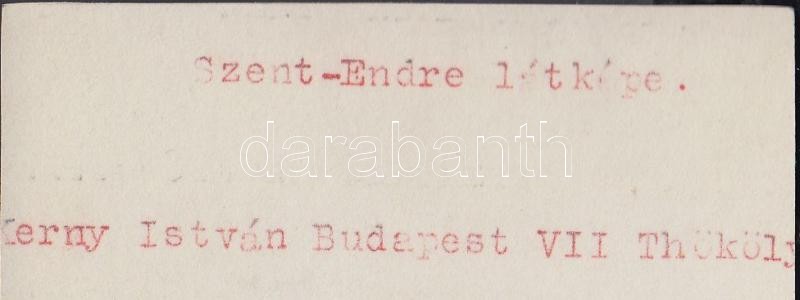 Szent-Endre látképe.
darabanth
Kerny István Budapest VII Thököly